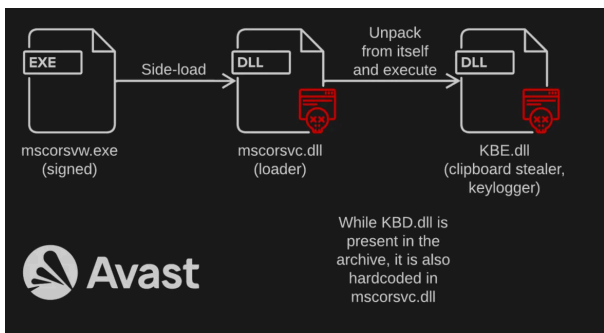 EXE
Side-load
DLL
Unpack
from itself
and execute
DLL
mscorsvw.exe
(signed)
mscorsvc.dll
(loader)
KBE.dll
(clipboard stealer,
keylogger)
While KBD.dll is
present in the
archive, it is also
hardcoded in
mscorsvc.dll
Avast